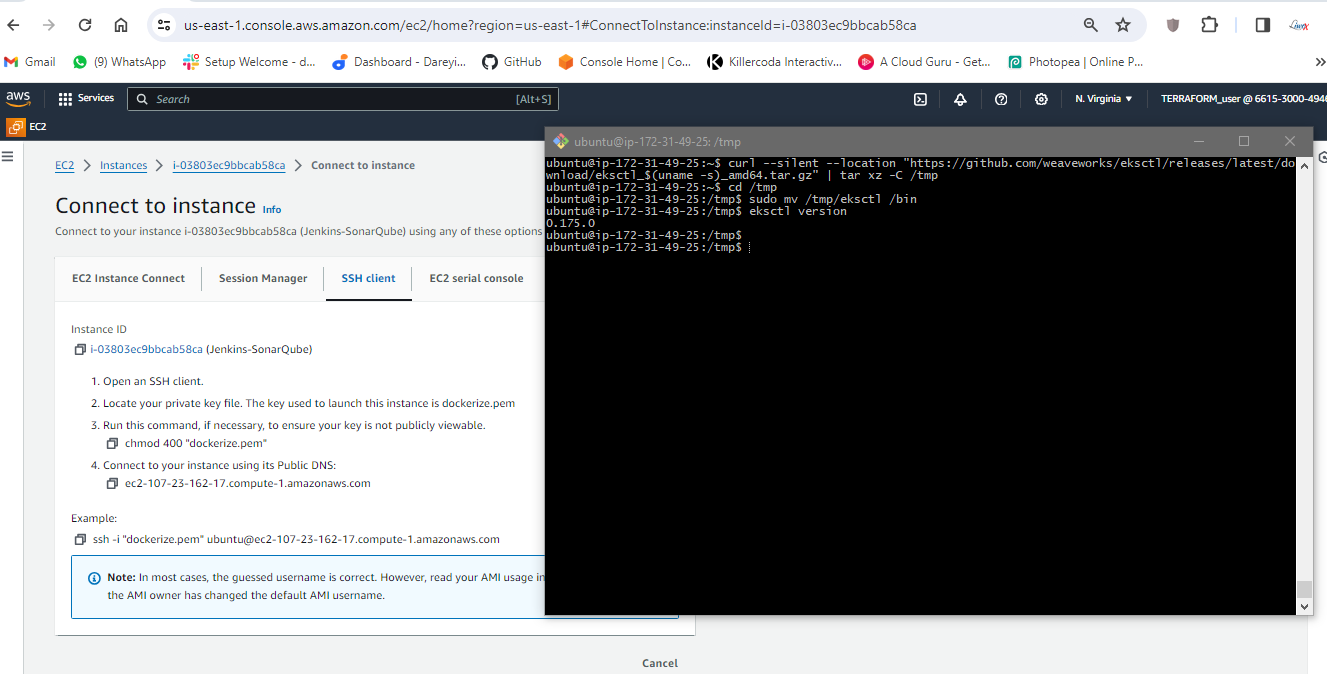 us-east-1.console.aws.amazon.com/ec2/home?region=us-east-1#ConnectToInstance:instanceId=i-03803ec9bbcab58ca
Gmail
(9) WhatsApp
Setup Welcome - d...
Dashboard - Dareyi...
GitHub
Console Home | Co...
Killercoda Interactiv...
A Cloud Guru - Get...
Photopea | Online P...
aws
Services
Search
[Alt+S]
N. Virginia
TERRAFORM_user @ 6615-3000-494
EC2
EC2
Instances
i-03803ec9bbcab58ca
Connect to instance
Connect to instance Info
Connect to your instance i-03803ec9bbcab58ca (Jenkins-SonarQube) using any of these options
EC2 Instance Connect
Session Manager
SSH client
EC2 serial console
Instance ID
i-03803ec9bbcab58ca (Jenkins-SonarQube)
1. Open an SSH client.
2. Locate your private key file. The key used to launch this instance is dockerize.pem
3. Run this command, if necessary, to ensure your key is not publicly viewable.
chmod 400 "dockerize.pem"
4. Connect to your instance using its Public DNS:
ec2-107-23-162-17.compute-1.amazonaws.com
Example:
ssh -i "dockerize.pem" ubuntu@ec2-107-23-162-17.compute-1.amazonaws.com
Note: In most cases, the guessed username is correct. However, read your AMI usage in
the AMI owner has changed the default AMI username.
Cancel
ubuntu@ip-172-31-49-25: /tmp
ubuntu@ip-172-31-49-25:~$ curl --silent --location "https://github.com/weaveworks/eksctl/releases/latest/do
wnload/eksctl_$(uname -s)_amd64.tar.gz" | tar xz -C /tmp
ubuntu@ip-172-31-49-25:~$ cd /tmp
ubuntu@ip-172-31-49-25:/tmp$ sudo mv /tmp/eksctl /bin
ubuntu@ip-172-31-49-25:/tmp$ eksctl version
0.175.0
ubuntu@ip-172-31-49-25:/tmp$
ubuntu@ip-172-31-49-25:/tmp$